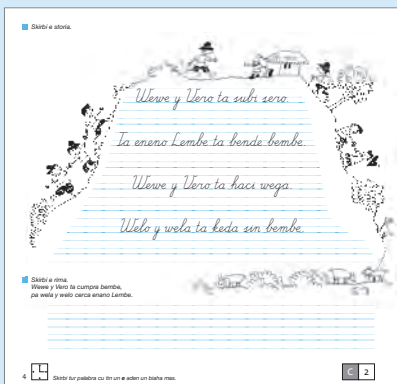 Skirbi e storia.
Wewe y Vero ta subi sero.
Ta eneno Lembe ta bende bembe.
Wewe y Vero ta haci wega.
Welo y wela ta keda sin bembe.
Skirbi e rima.
Wewe y Vero ta cumpra bembe,
pa wela y welo cerca enano Lembe.
4 Skirbi tur palabra cu tin un e aden un biaha mas.
C 2